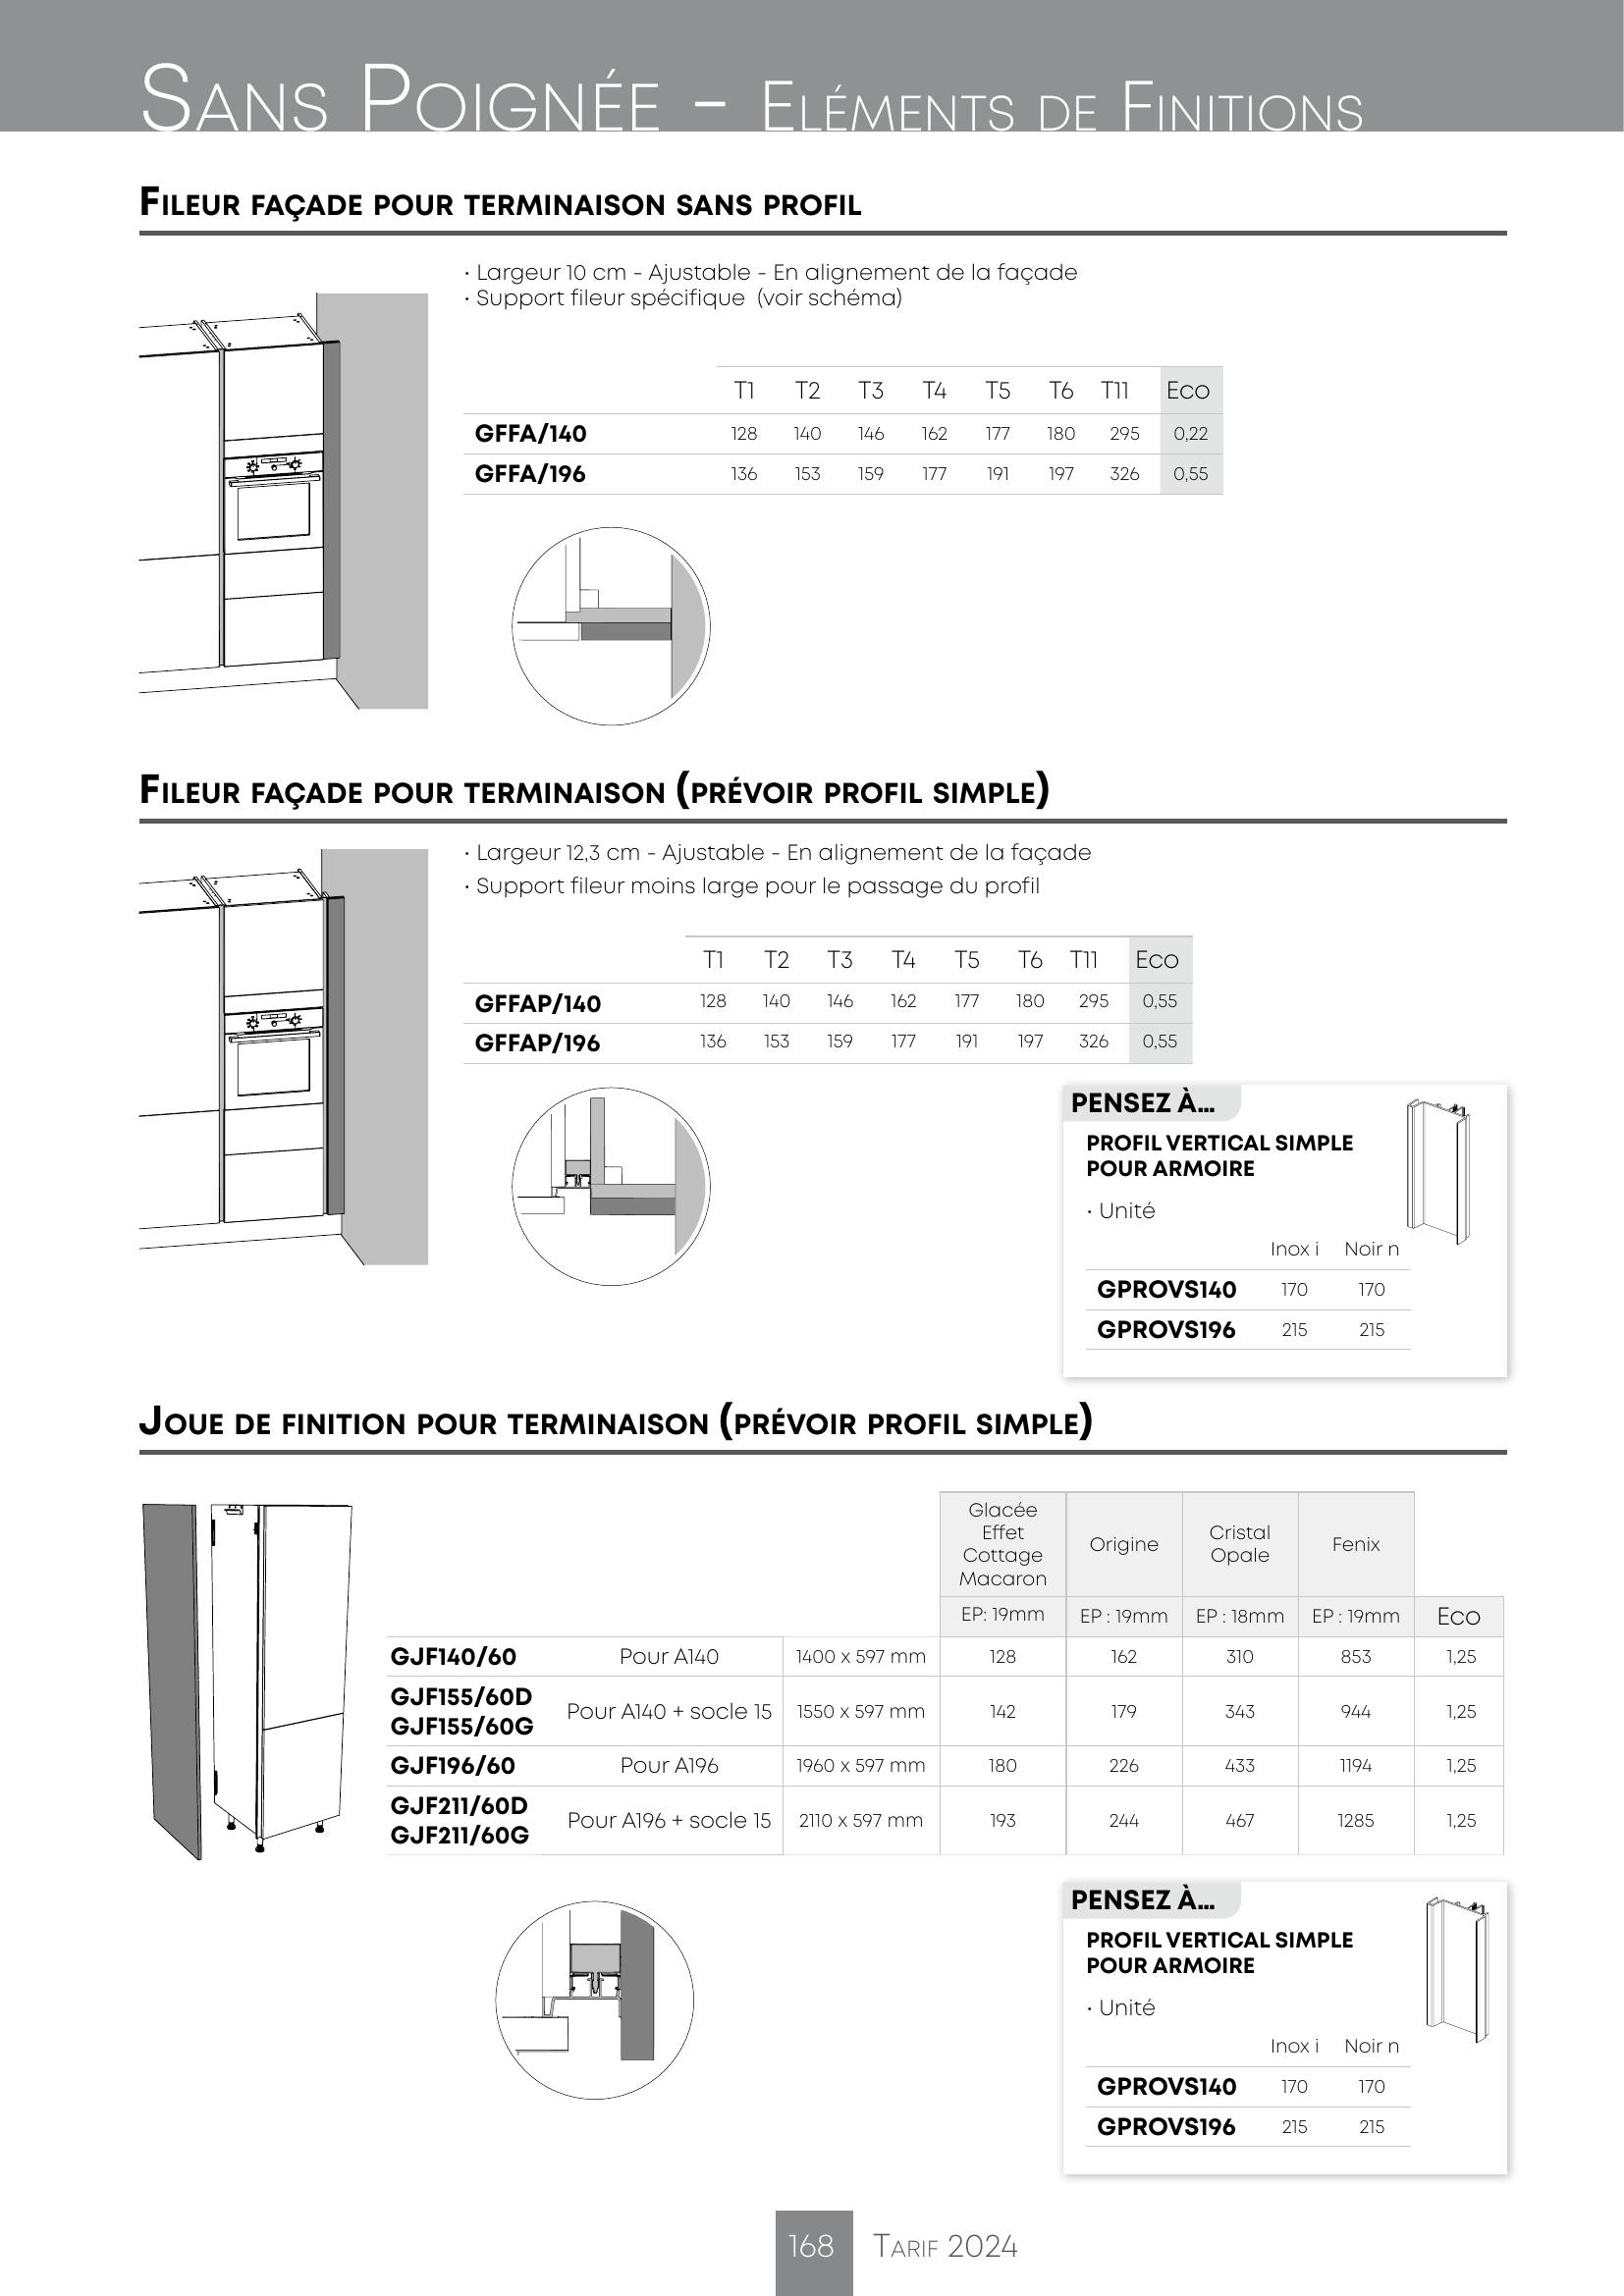 Sans Poignée - Eléments de Finitions
Fileur façade pour terminaison sans profil
· Largeur 10 cm - Ajustable - En alignement de la façade
· Support fileur spécifique (voir schéma)
T1 T2 T3 T4 T5 T6 T11 Eco
GFFA/140 128 140 146 162 177 180 295 0,22
GFFA/196 136 153 159 177 191 197 326 0,55
Fileur façade pour terminaison (prévoir profil simple)
· Largeur 12,3 cm - Ajustable - En alignement de la façade
· Support fileur moins large pour le passage du profil
T1 T2 T3 T4 T5 T6 T11 Eco
GFFAP/140 128 140 146 162 177 180 295 0,55
GFFAP/196 136 153 159 177 191 197 326 0,55
PENSEZ À...
PROFIL VERTICAL SIMPLE
POUR ARMOIRE
· Unité
Inox i Noir n
GPROVS140 170 170
GPROVS196 215 215
Joue de finition pour terminaison (prévoir profil simple)
Glacée
Effet
Cottage
Macaron
Origine
Cristal
Opale
Fenix
EP: 19mm EP : 19mm EP : 18mm EP : 19mm Eco
GJF140/60 Pour A140 1400 x 597 mm 128 162 310 853 1,25
GJF155/60D
GJF155/60G
Pour A140 + socle 15 1550 x 597 mm 142 179 343 944 1,25
GJF196/60 Pour A196 1960 x 597 mm 180 226 433 1194 1,25
GJF211/60D
GJF211/60G
Pour A196 + socle 15 2110 x 597 mm 193 244 467 1285 1,25
PENSEZ À...
PROFIL VERTICAL SIMPLE
POUR ARMOIRE
· Unité
Inox i Noir n
GPROVS140 170 170
GPROVS196 215 215
168 Tarif 2024